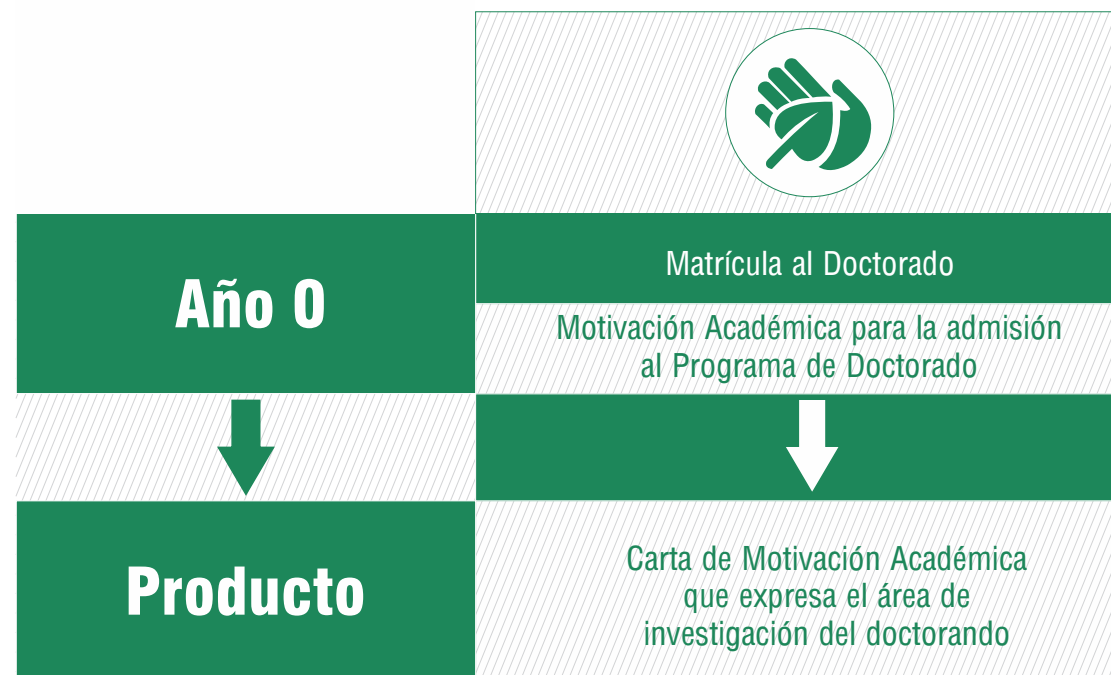 Año 0
Matrícula al Doctorado
Motivación Académica para la admisión
al Programa de Doctorado
Producto
Carta de Motivación Académica
que expresa el área de
investigación del doctorando